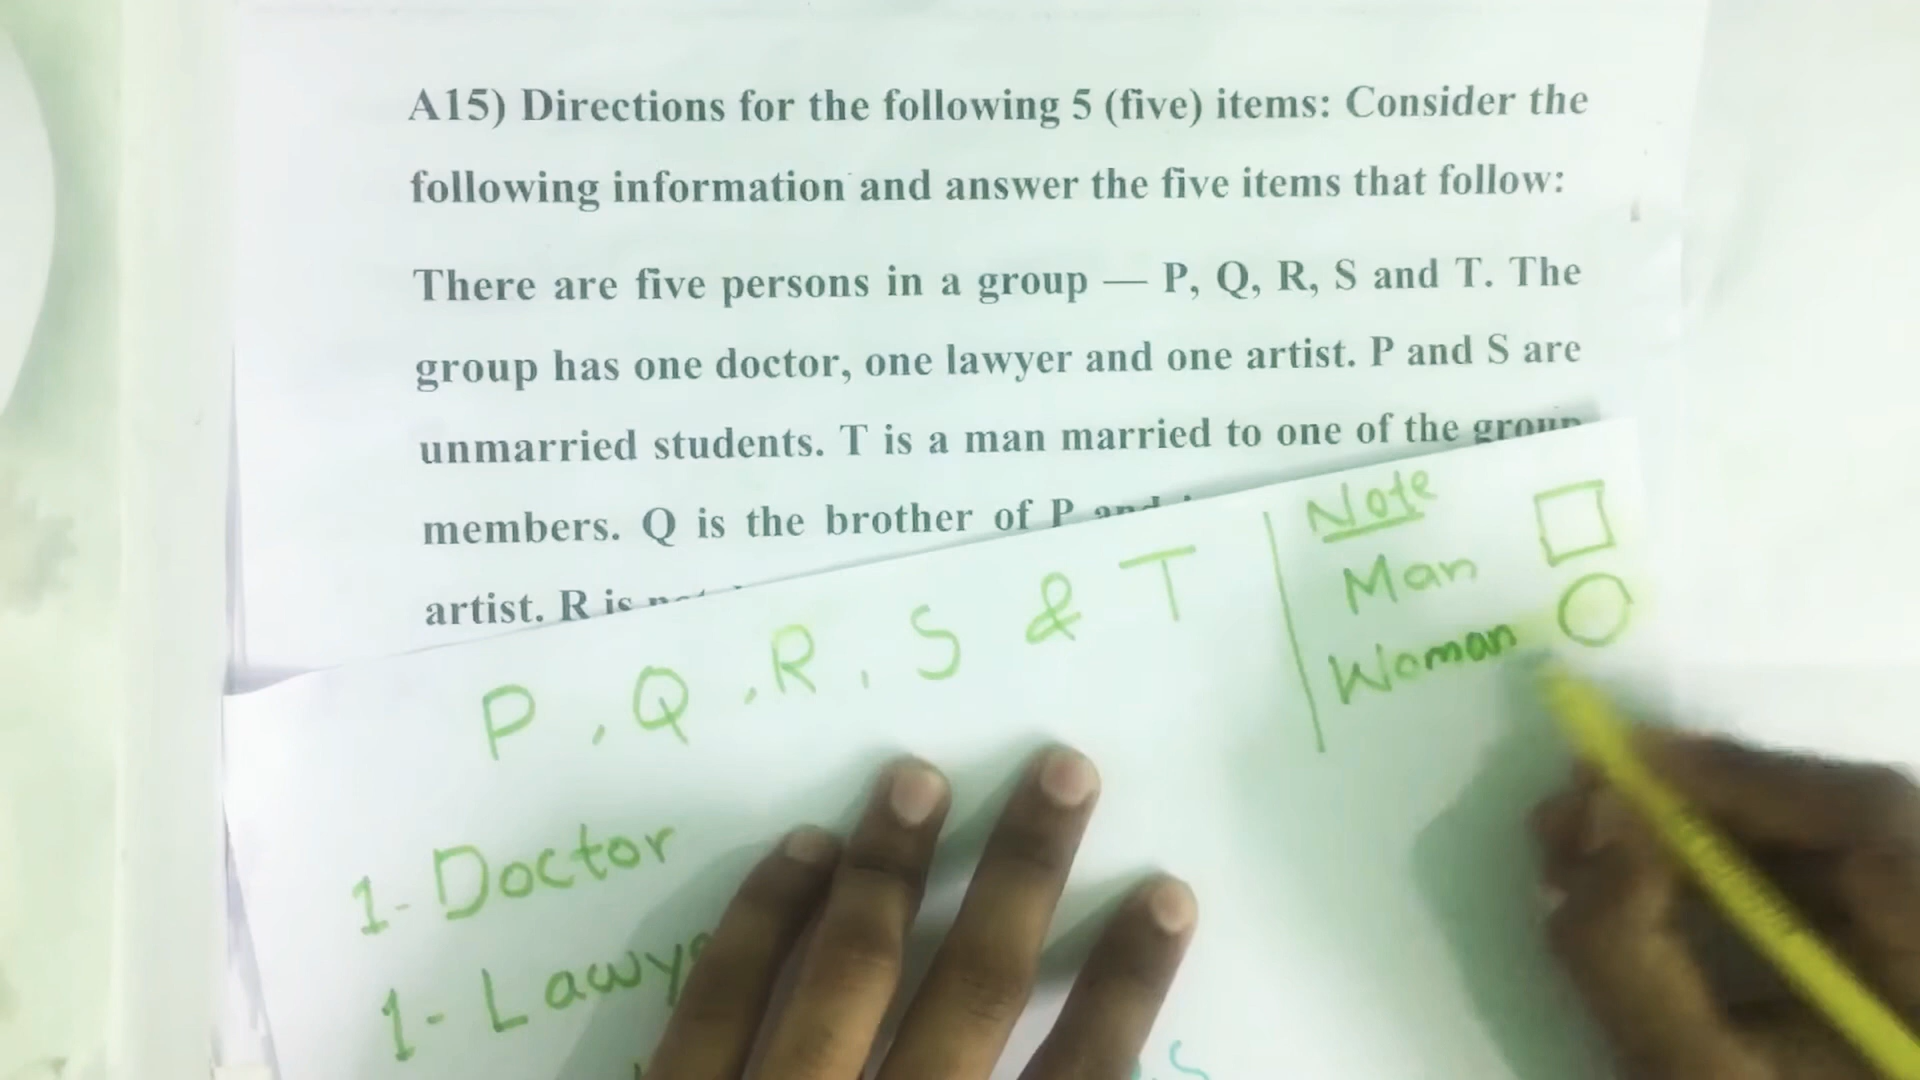 A15) Directions for the following 5 (five) items: Consider the
following information and answer the five items that follow:
There are five persons in a group — P, Q, R, S and T. The
group has one doctor, one lawyer and one artist. P and S are
unmarried students. T is a man married to one of the group
members. Q is the brother of P and
artist. R is
P, Q, R, S & T
Note
Man
Woman
1- Doctor
1- Lawy